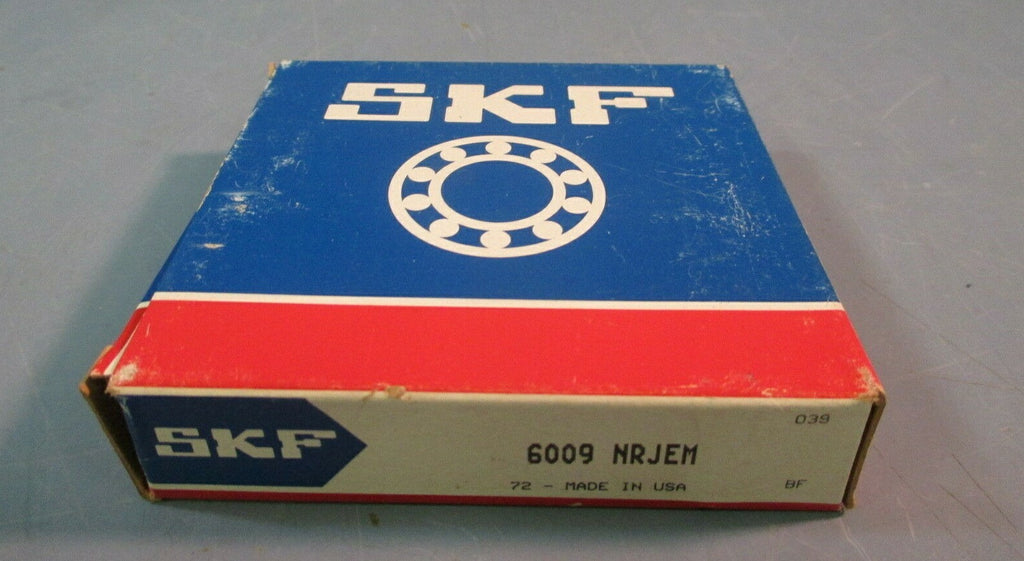 SKF
SKF
039
6009 NRJEM
72 - MADE IN USA
BF